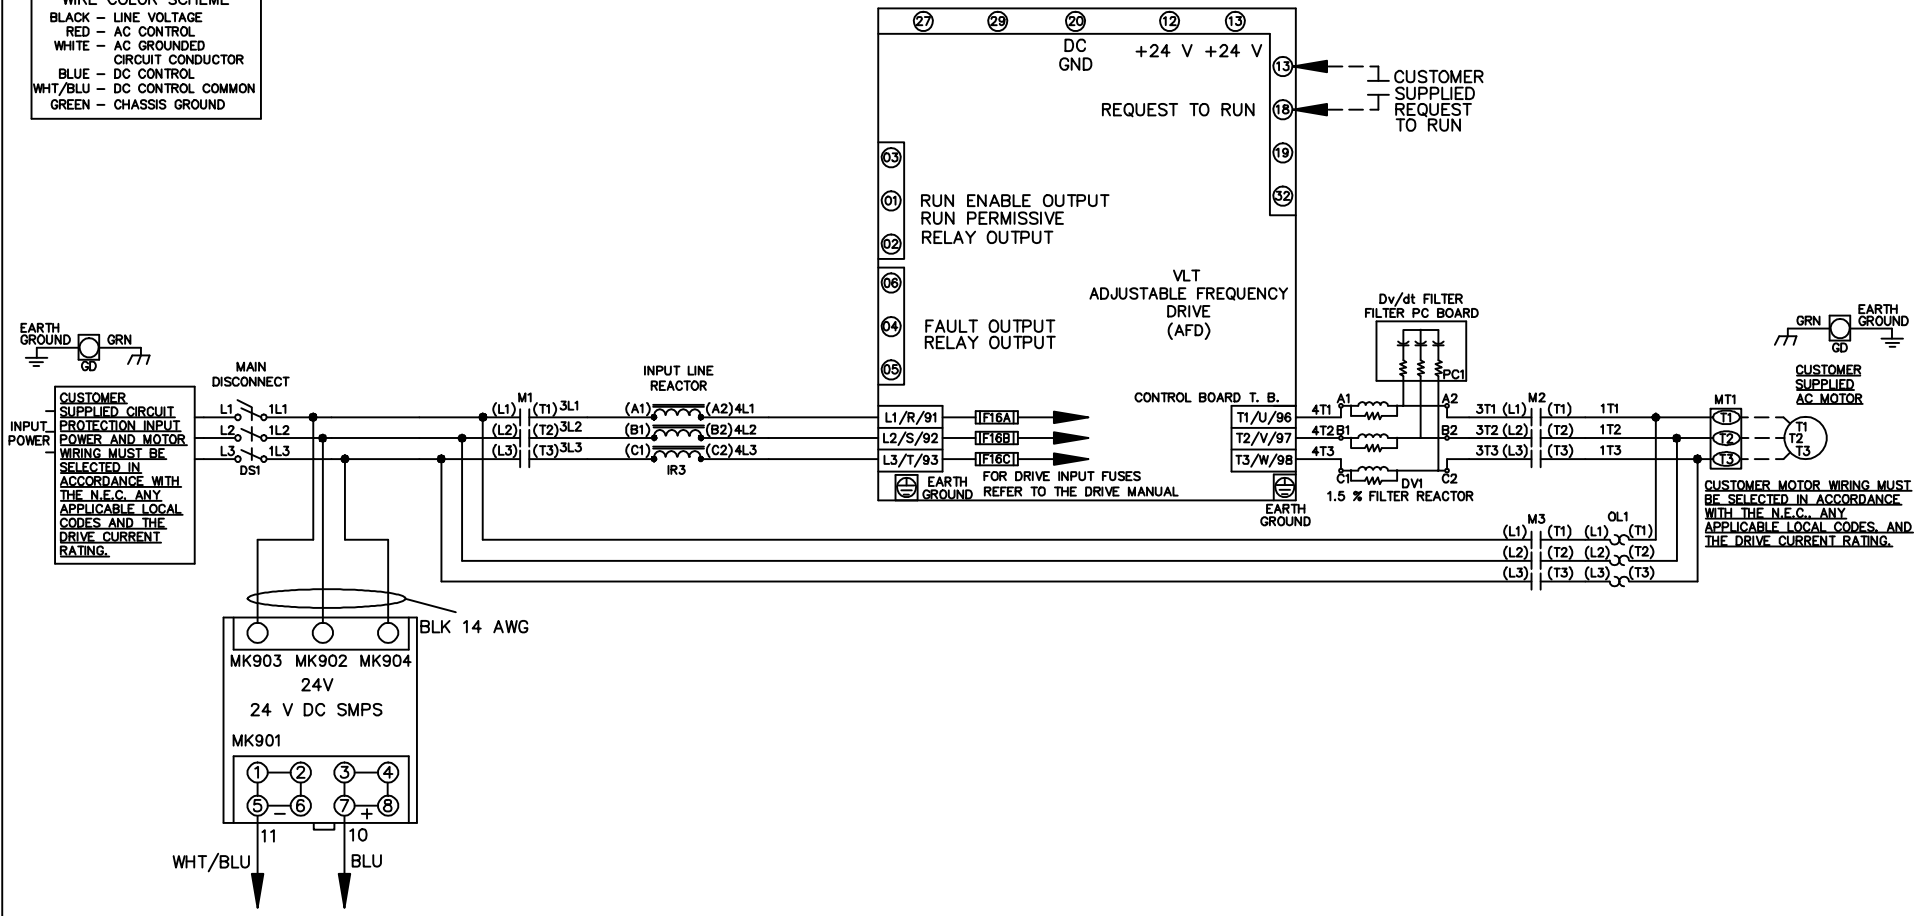 WIRE COLOR SCHEME
BLACK – LINE VOLTAGE
RED – AC CONTROL
WHITE – AC GROUNDED
CIRCUIT CONDUCTOR
BLUE – DC CONTROL
WHT/BLU – DC CONTROL COMMON
GREEN – CHASSIS GROUND
27 29 20 12 13
DC
GND
+24 V +24 V
13
REQUEST TO RUN 18
19
32
CUSTOMER
SUPPLIED
REQUEST
TO RUN
03
01
02
RUN ENABLE OUTPUT
RUN PERMISSIVE
RELAY OUTPUT
06
04
05
FAULT OUTPUT
RELAY OUTPUT
VLT
ADJUSTABLE FREQUENCY
DRIVE
(AFD)
Dv/dt FILTER
FILTER PC BOARD
PC1
EARTH
GROUND
GRN
GD
GRN
EARTH
GROUND
GD
CUSTOMER
SUPPLIED
AC MOTOR
INPUT
POWER
CUSTOMER
SUPPLIED CIRCUIT
PROTECTION INPUT
POWER AND MOTOR
WIRING MUST BE
SELECTED IN
ACCORDANCE WITH
THE N.E.C. ANY
APPLICABLE LOCAL
CODES AND THE
DRIVE CURRENT
RATING.
MAIN
DISCONNECT
L1 1L1
L2 1L2
L3 1L3
DS1
M1
(L1) (T1) 3L1
(L2) (T2) 3L2
(L3) (T3) 3L3
INPUT LINE
REACTOR
(A1) (A2) 4L1
(B1) (B2) 4L2
(C1) (C2) 4L3
IR3
L1/R/91 IF16A
L2/S/92 IF16B
L3/T/93 IF16C
EARTH
GROUND
FOR DRIVE INPUT FUSES
REFER TO THE DRIVE MANUAL
CONTROL BOARD T. B.
T1/U/96
T2/V/97
T3/W/98
EARTH
GROUND
4T1 A1 A2
4T2 B1 B2
4T3 C1 C2
DV1
1.5 % FILTER REACTOR
M2
3T1 (L1) (T1) 1T1
3T2 (L2) (T2) 1T2
3T3 (L3) (T3) 1T3
MT1
T1
T2
T3
T1
T2
T3
CUSTOMER MOTOR WIRING MUST
BE SELECTED IN ACCORDANCE
WITH THE N.E.C., ANY
APPLICABLE LOCAL CODES, AND
THE DRIVE CURRENT RATING.
M3 OL1
(L1) (T1) (L1) (T1)
(L2) (T2) (L2) (T2)
(L3) (T3) (L3) (T3)
BLK 14 AWG
MK903 MK902 MK904
24V
24 V DC SMPS
MK901
1 2 3 4
5 – 6 7 + 8
11 10
WHT/BLU BLU